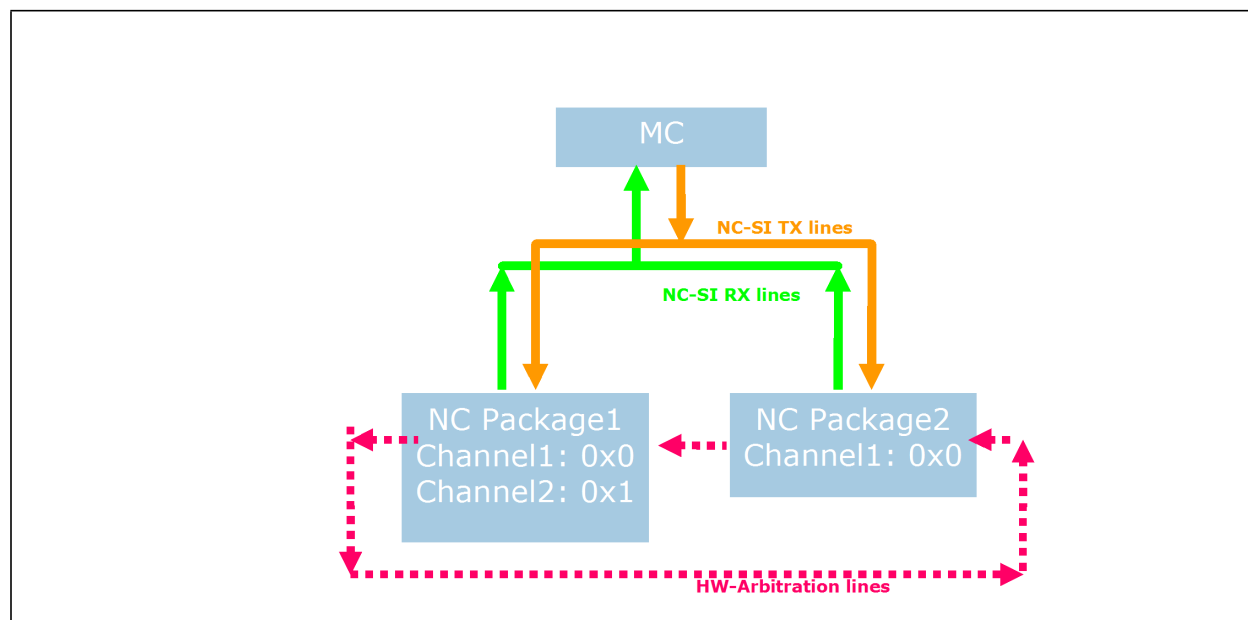 MC
NC-SI TX lines
NC-SI RX lines
NC Package1
Channel1: 0x0
Channel2: 0x1
NC Package2
Channel1: 0x0
HW-Arbitration lines